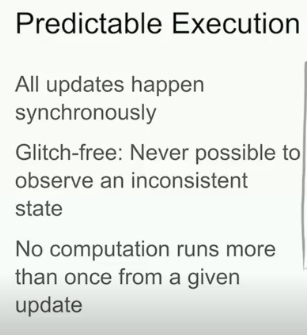 Predictable Execution
All updates happen
synchronously
Glitch-free: Never possible to
observe an inconsistent
state
No computation runs more
than once from a given
update